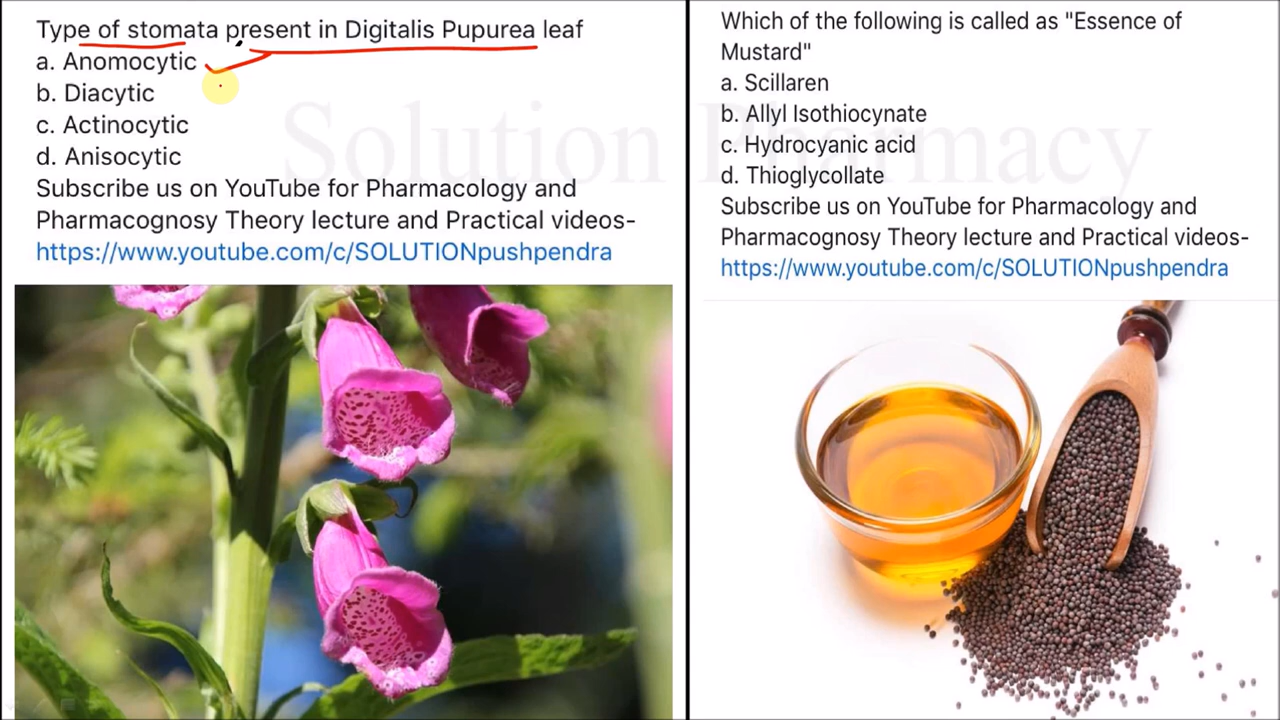 Type of stomata present in Digitalis Pupurea leaf
a. Anomocytic
b. Diacytic
c. Actinocytic
d. Anisocytic
Subscribe us on YouTube for Pharmacology and
Pharmacognosy Theory lecture and Practical videos-
https://www.youtube.com/c/SOLUTIONpushpendra
Which of the following is called as "Essence of
Mustard"
a. Scillaren
b. Allyl Isothiocynate
c. Hydrocyanic acid
d. Thioglycollate
Subscribe us on YouTube for Pharmacology and
Pharmacognosy Theory lecture and Practical videos-
https://www.youtube.com/c/SOLUTIONpushpendra
Solution Pharmacy